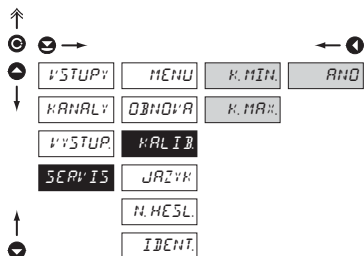 VSTUPY MENU K. MIN. ANO
KANALY OBNOVA K. MAX.
VYSTUP. KALIB.
SERVIS JAZYK
N. HESL.
IDENT.